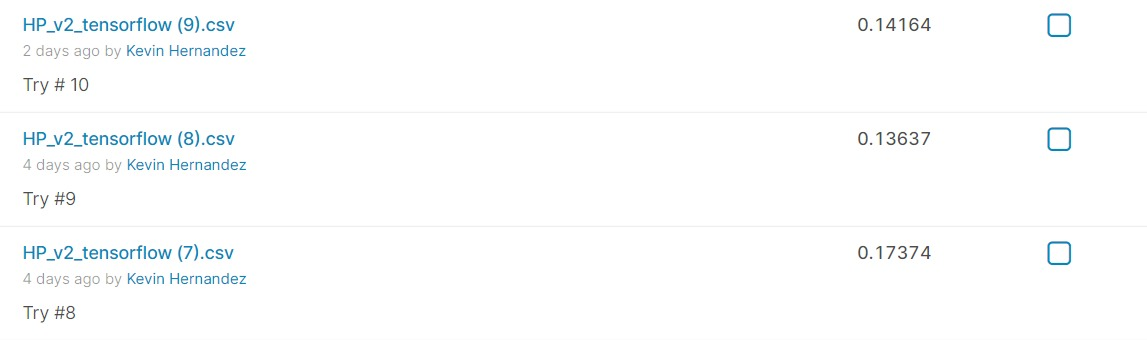 HP_v2_tensorflow (9).csv 0.14164
2 days ago by Kevin Hernandez
Try # 10
HP_v2_tensorflow (8).csv 0.13637
4 days ago by Kevin Hernandez
Try #9
HP_v2_tensorflow (7).csv 0.17374
4 days ago by Kevin Hernandez
Try #8